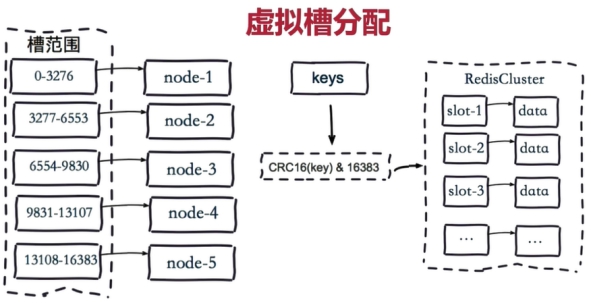 虚拟槽分配
槽范围
0-3276
node-1
3277-6553
node-2
6554-9830
node-3
9831-13107
node-4
13108-16383
node-5
keys
CRC16(key) & 16383
RedisCluster
slot-1
data
slot-2
data
slot-3
data
...
...